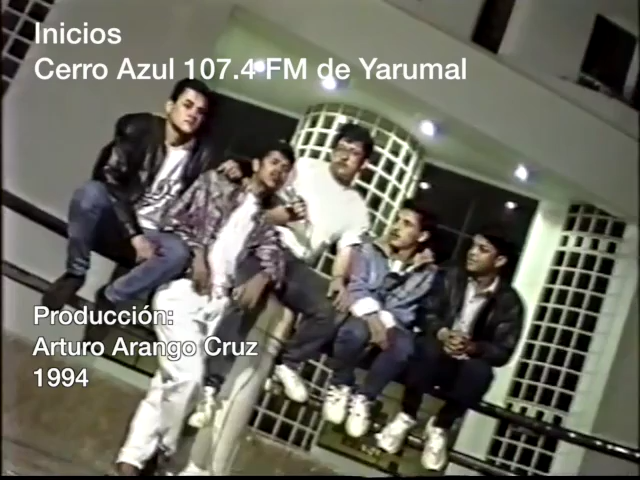 Inicios
Cerro Azul 107.4 FM de Yarumal
Producción:
Arturo Arango Cruz
1994